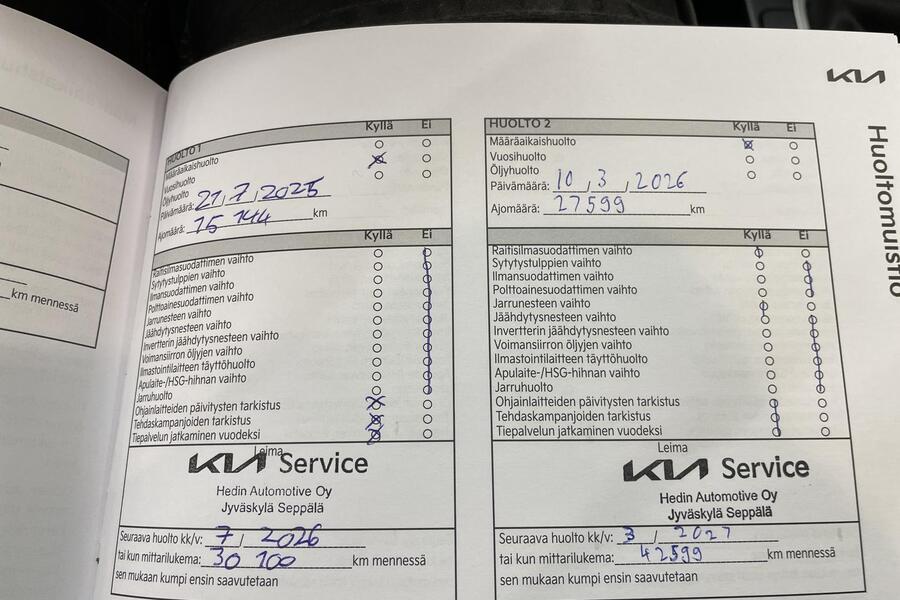 KIA
Huoltomuistio
HUOLTO 1 Kyllä Ei
Määräaikaishuolto
Vuosihuolto
Öljyhuolto
Päivämäärä: 21 / 7 / 2025
Ajomäärä: 15 144 km
Kyllä Ei
Raitisilmasuodattimen vaihto
Sytytystulppien vaihto
Ilmansuodattimen vaihto
Polttoainesuodattimen vaihto
Jarrunesteen vaihto
Jäähdytysnesteen vaihto
Invertterin jäähdytysnesteen vaihto
Voimansiirron öljyjen vaihto
Ilmastointilaitteen täyttöhuolto
Apulaite-/HSG-hihnan vaihto
Jarruhuolto
Ohjainlaitteiden päivitysten tarkistus
Tehdaskampanjoiden tarkistus
Tiepalvelun jatkaminen vuodeksi
Leima
KIA Service
Hedin Automotive Oy
Jyväskylä Seppälä
Seuraava huolto kk/v: 7 / 2026
tai kun mittarilukema: 30 100 km mennessä
sen mukaan kumpi ensin saavutetaan
HUOLTO 2 Kyllä Ei
Määräaikaishuolto
Vuosihuolto
Öljyhuolto
Päivämäärä: 10 / 3 / 2026
Ajomäärä: 27599 km
Kyllä Ei
Raitisilmasuodattimen vaihto
Sytytystulppien vaihto
Ilmansuodattimen vaihto
Polttoainesuodattimen vaihto
Jarrunesteen vaihto
Jäähdytysnesteen vaihto
Invertterin jäähdytysnesteen vaihto
Voimansiirron öljyjen vaihto
Ilmastointilaitteen täyttöhuolto
Apulaite-/HSG-hihnan vaihto
Jarruhuolto
Ohjainlaitteiden päivitysten tarkistus
Tehdaskampanjoiden tarkistus
Tiepalvelun jatkaminen vuodeksi
Leima
KIA Service
Hedin Automotive Oy
Jyväskylä Seppälä
Seuraava huolto kk/v: 3 / 2027
tai kun mittarilukema: 42599 km mennessä
sen mukaan kumpi ensin saavutetaan
km mennessä